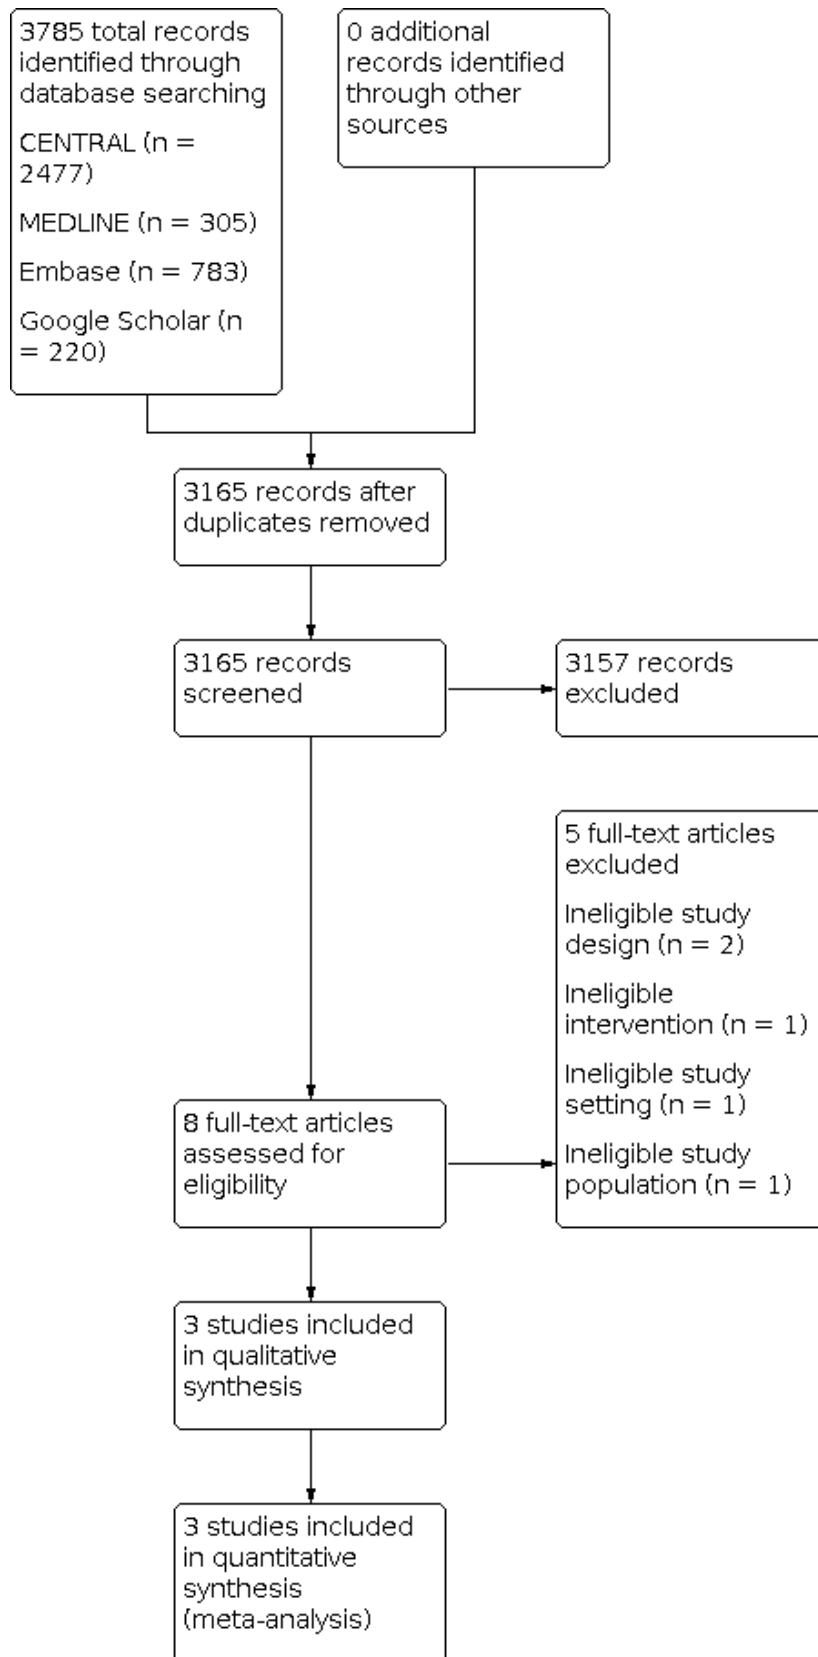 3785 total records
identified through
database searching
CENTRAL (n =
2477)
MEDLINE (n = 305)
Embase (n = 783)
Google Scholar (n
= 220)
0 additional
records identified
through other
sources
3165 records after
duplicates removed
3165 records
screened
3157 records
excluded
5 full-text articles
excluded
Ineligible study
design (n = 2)
Ineligible
intervention (n = 1)
Ineligible study
setting (n = 1)
Ineligible study
population (n = 1)
8 full-text articles
assessed for
eligibility
3 studies included
in qualitative
synthesis
3 studies included
in quantitative
synthesis
(meta-analysis)